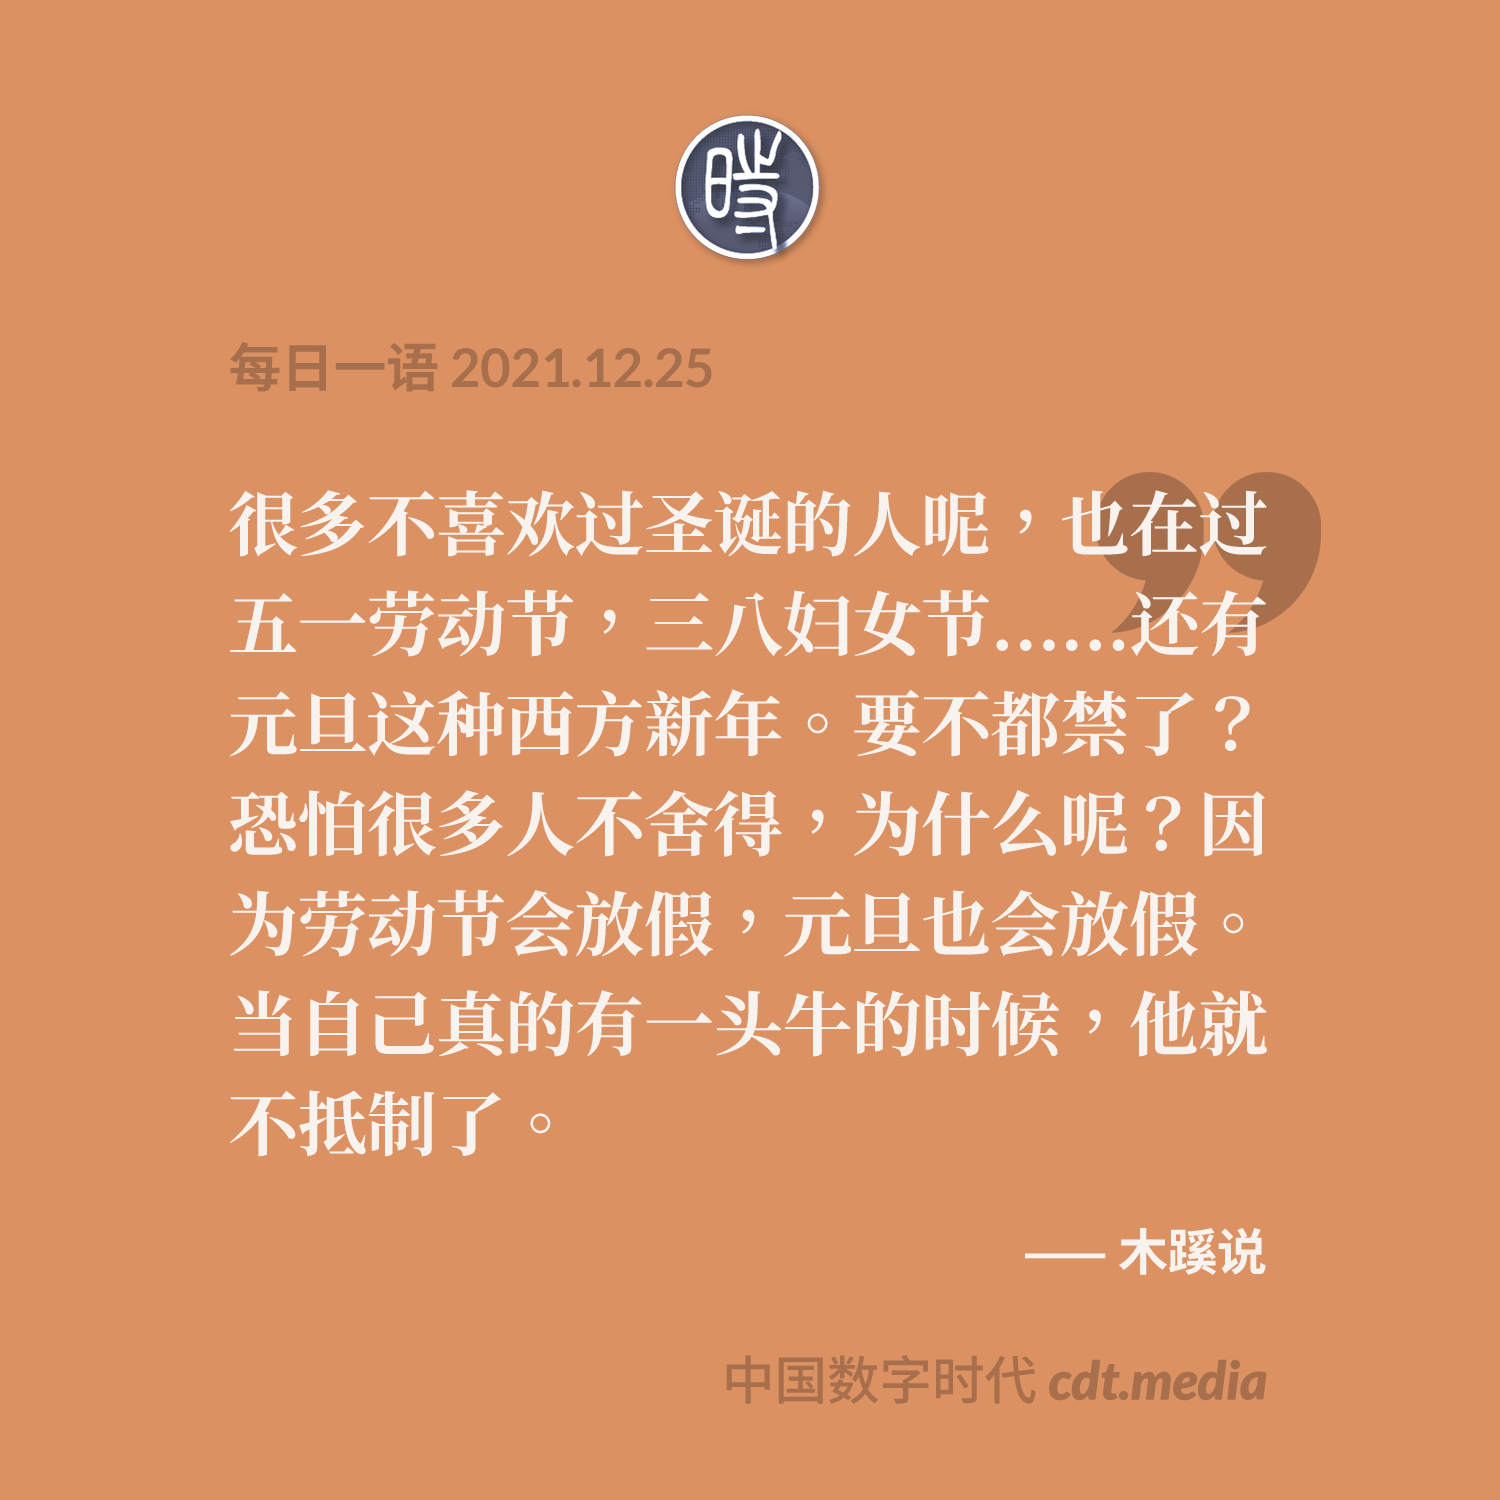 時
每日一语 2021.12.25
很多不喜欢过圣诞的人呢，也在过
五一劳动节，三八妇女节……还有
元旦这种西方新年。要不都禁了？
恐怕很多人不舍得，为什么呢？因
为劳动节会放假，元旦也会放假。
当自己真的有一头牛的时候，他就
不抵制了。
—— 木蹊说
中国数字时代 cdt.media